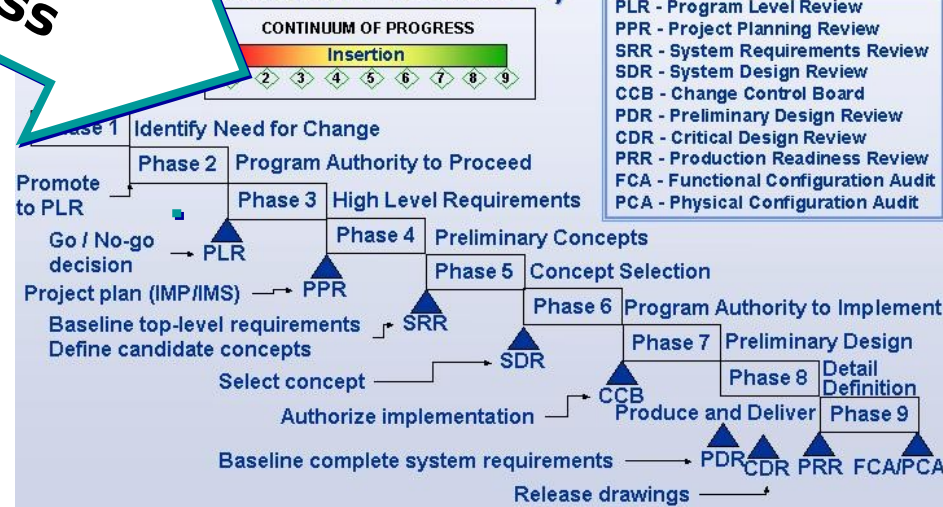 ss
CONTINUUM OF PROGRESS
Insertion
2 3 4 5 6 7 8 9
PLR - Program Level Review
PPR - Project Planning Review
SRR - System Requirements Review
SDR - System Design Review
CCB - Change Control Board
PDR - Preliminary Design Review
CDR - Critical Design Review
PRR - Production Readiness Review
FCA - Functional Configuration Audit
PCA - Physical Configuration Audit
1 Identify Need for Change
Phase 2 Program Authority to Proceed
Promote
to PLR
Phase 3 High Level Requirements
Go / No-go
decision
PLR
Phase 4 Preliminary Concepts
Project plan (IMP/IMS)
PPR
Phase 5 Concept Selection
Baseline top-level requirements
Define candidate concepts
SRR
Phase 6 Program Authority to Implement
Select concept
SDR
Phase 7 Preliminary Design
Authorize implementation
CCB
Phase 8 Detail
Definition
Produce and Deliver Phase 9
Baseline complete system requirements
PDR CDR PRR FCA/PCA
Release drawings